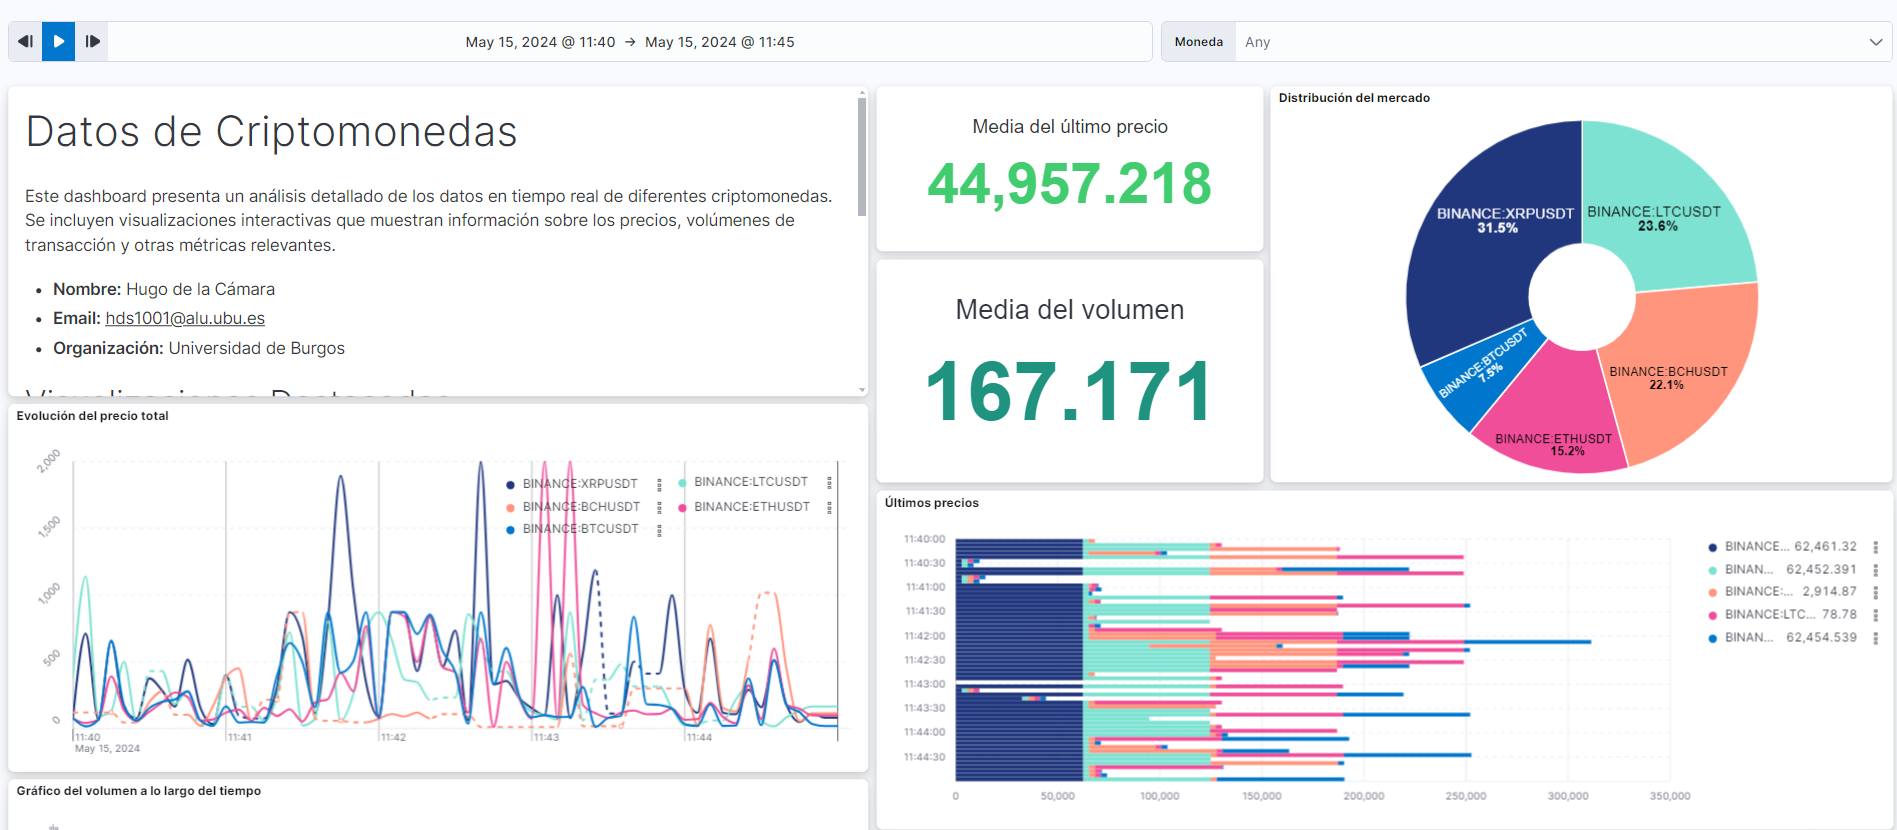 May 15, 2024 @ 11:40 → May 15, 2024 @ 11:45
Moneda Any
Datos de Criptomonedas
Este dashboard presenta un análisis detallado de los datos en tiempo real de diferentes criptomonedas.
Se incluyen visualizaciones interactivas que muestran información sobre los precios, volúmenes de
transacción y otras métricas relevantes.
• Nombre: Hugo de la Cámara
• Email: hds1001@alu.ubu.es
• Organización: Universidad de Burgos
Visualizaciones Destacadas
Media del último precio
44,957.218
Media del volumen
167.171
Distribución del mercado
BINANCE:XRPUSDT
31.5%
BINANCE:LTCUSDT
23.6%
BINANCE:BCHUSDT
22.1%
BINANCE:ETHUSDT
15.2%
BINANCE:BTCUSDT
7.5%
Evolución del precio total
2,000
1,500
1,000
500
0
BINANCE:XRPUSDT
BINANCE:LTCUSDT
BINANCE:BCHUSDT
BINANCE:ETHUSDT
BINANCE:BTCUSDT
11:40
11:41
11:42
11:43
11:44
May 15, 2024
Últimos precios
11:40:00
11:40:30
11:41:00
11:41:30
11:42:00
11:42:30
11:43:00
11:43:30
11:44:00
11:44:30
0
50,000
100,000
150,000
200,000
250,000
300,000
350,000
BINANCE... 62,461.32
BINAN... 62,452.391
BINANCE:... 2,914.87
BINANCE:LTC... 78.78
BINAN... 62,454.539
Gráfico del volumen a lo largo del tiempo